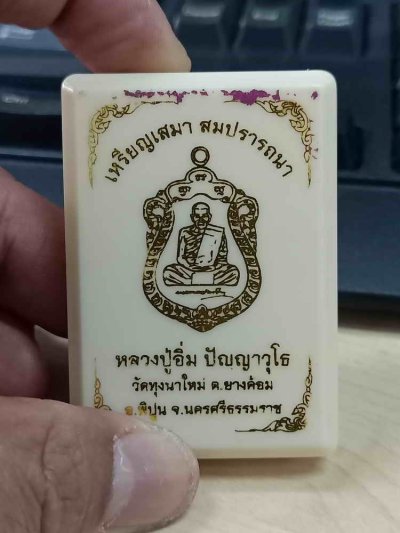 เหรียญเสมา สมปรารถนา
หลวงปู่อิ่ม ปัญญาวุโธ
วัดทุ่งนาใหม่ ต.ยางค้อม
อ.พิปูน จ.นครศรีธรรมราช